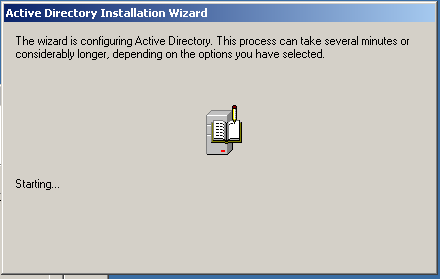 Active Directory Installation Wizard
The wizard is configuring Active Directory. This process can take several minutes or
considerably longer, depending on the options you have selected.
Starting...